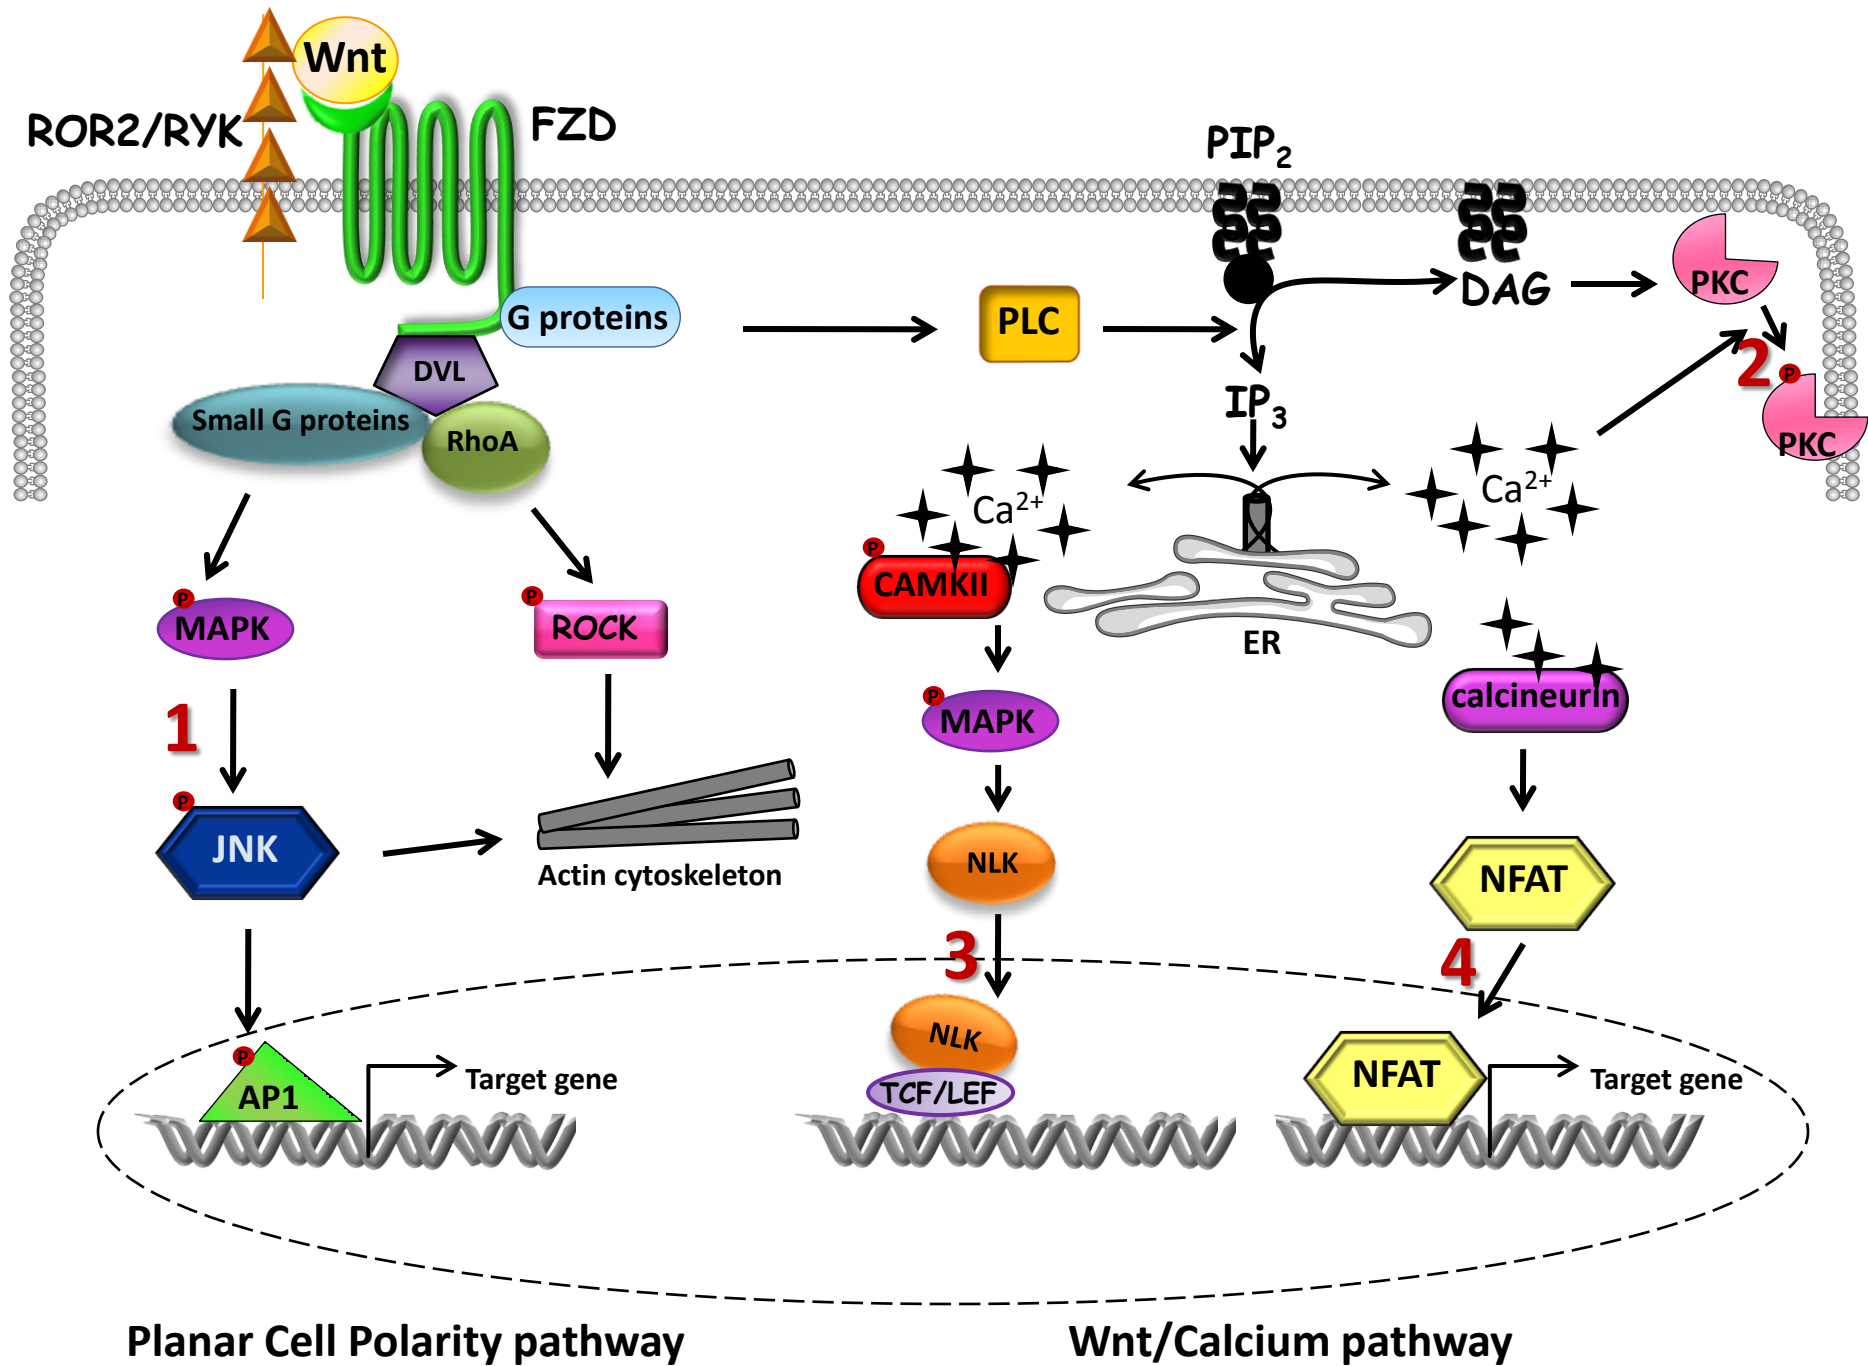 Wnt
ROR2/RYK
FZD
PIP2
G proteins
PLC
DAG
PKC
DVL
2
P
Small G proteins
RhoA
IP3
PKC
Ca2+
Ca2+
P
CAMKII
P
MAPK
P
ROCK
ER
P
MAPK
calcineurin
1
P
JNK
Actin cytoskeleton
NLK
NFAT
3
4
NLK
P
AP1
Target gene
TCF/LEF
NFAT
Target gene
Planar Cell Polarity pathway
Wnt/Calcium pathway